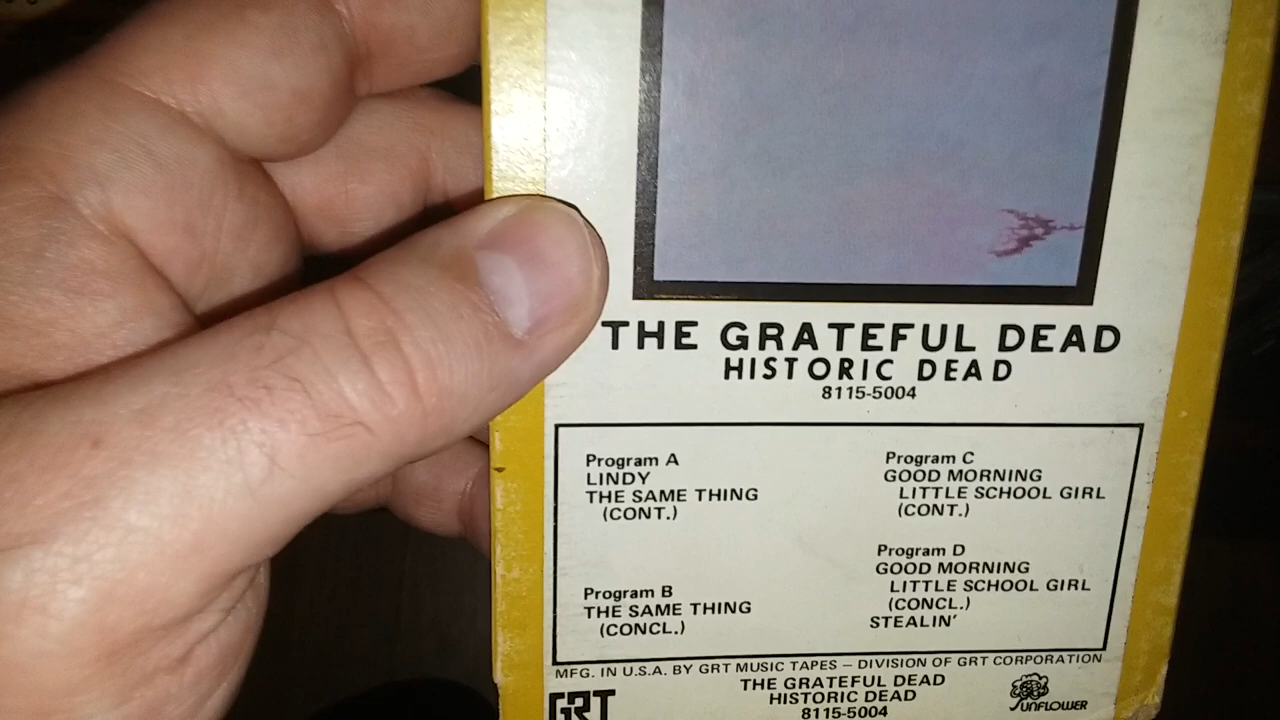 THE GRATEFUL DEAD
HISTORIC DEAD
8115-5004
Program A
LINDY
THE SAME THING
(CONT.)
Program B
THE SAME THING
(CONCL.)
Program C
GOOD MORNING
LITTLE SCHOOL GIRL
(CONT.)
Program D
GOOD MORNING
LITTLE SCHOOL GIRL
(CONCL.)
STEALIN'
MFG. IN U.S.A. BY GRT MUSIC TAPES – DIVISION OF GRT CORPORATION
GRT
THE GRATEFUL DEAD
HISTORIC DEAD
8115-5004
SUNFLOWER